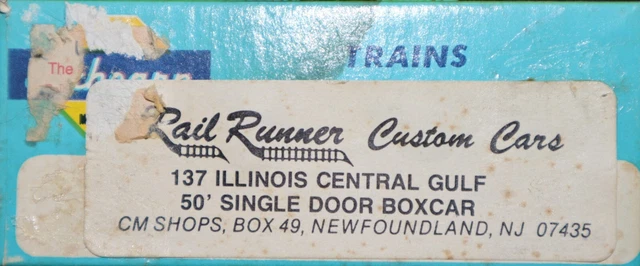 The
TRAINS
Rail Runner Custom Cars
137 ILLINOIS CENTRAL GULF
50' SINGLE DOOR BOXCAR
CM SHOPS, BOX 49, NEWFOUNDLAND, NJ 07435